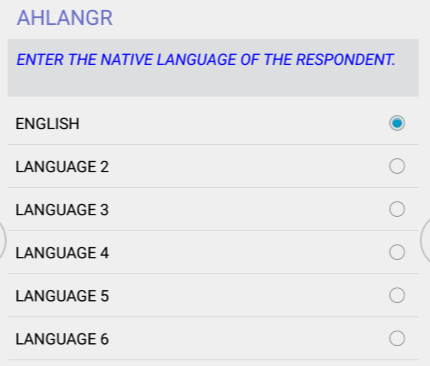 AHLANGR
ENTER THE NATIVE LANGUAGE OF THE RESPONDENT.
ENGLISH
LANGUAGE 2
LANGUAGE 3
LANGUAGE 4
LANGUAGE 5
LANGUAGE 6